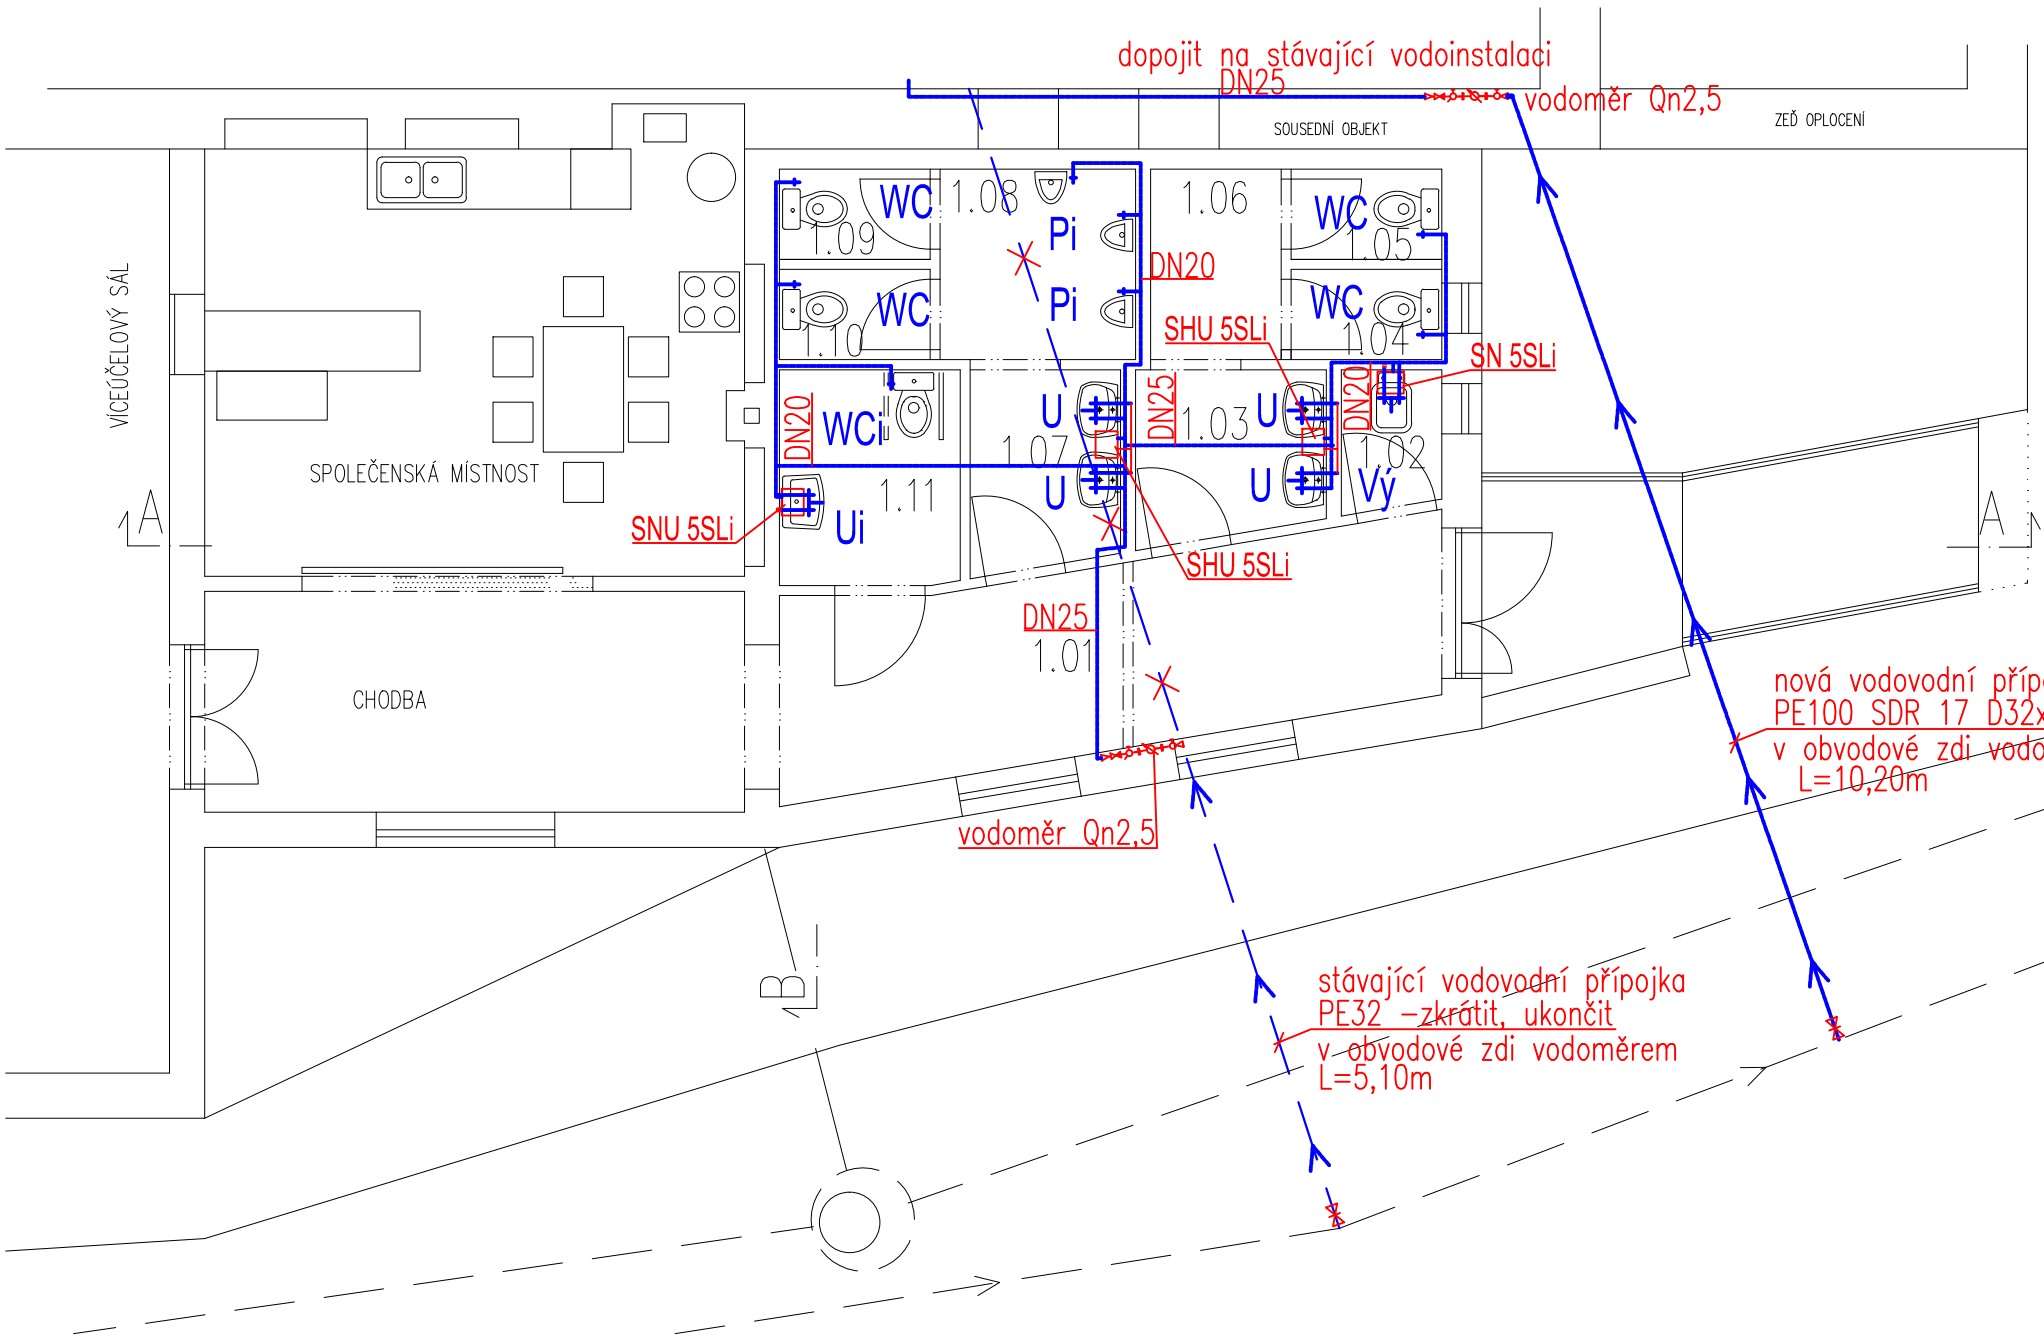 dopojit na stávající vodoinstalaci
DN25
vodoměr Qn2,5
SOUSEDNÍ OBJEKT
ZEĎ OPLOCENÍ
WC
1.08
1.06
WC
1.09
Pi
1.05
DN20
WC
Pi
WC
1.10
SHU 5SLi
1.04
SN 5SLi
VÍCEÚČELOVÝ SÁL
DN20
WCi
U
DN25
1.03
U
DN20
1.07
1.02
SPOLEČENSKÁ MÍSTNOST
1.11
U
U
Vý
A
A
SNU 5SLi
Ui
SHU 5SLi
DN25
1.01
CHODBA
nová vodovodní
PE100 SDR 17
v obvodové zdi
L=10,20m
vodoměr Qn2,5
B
stávající vodovodní přípojka
PE32 –zkrátit, ukončit
v obvodové zdi vodoměrem
L=5,10m